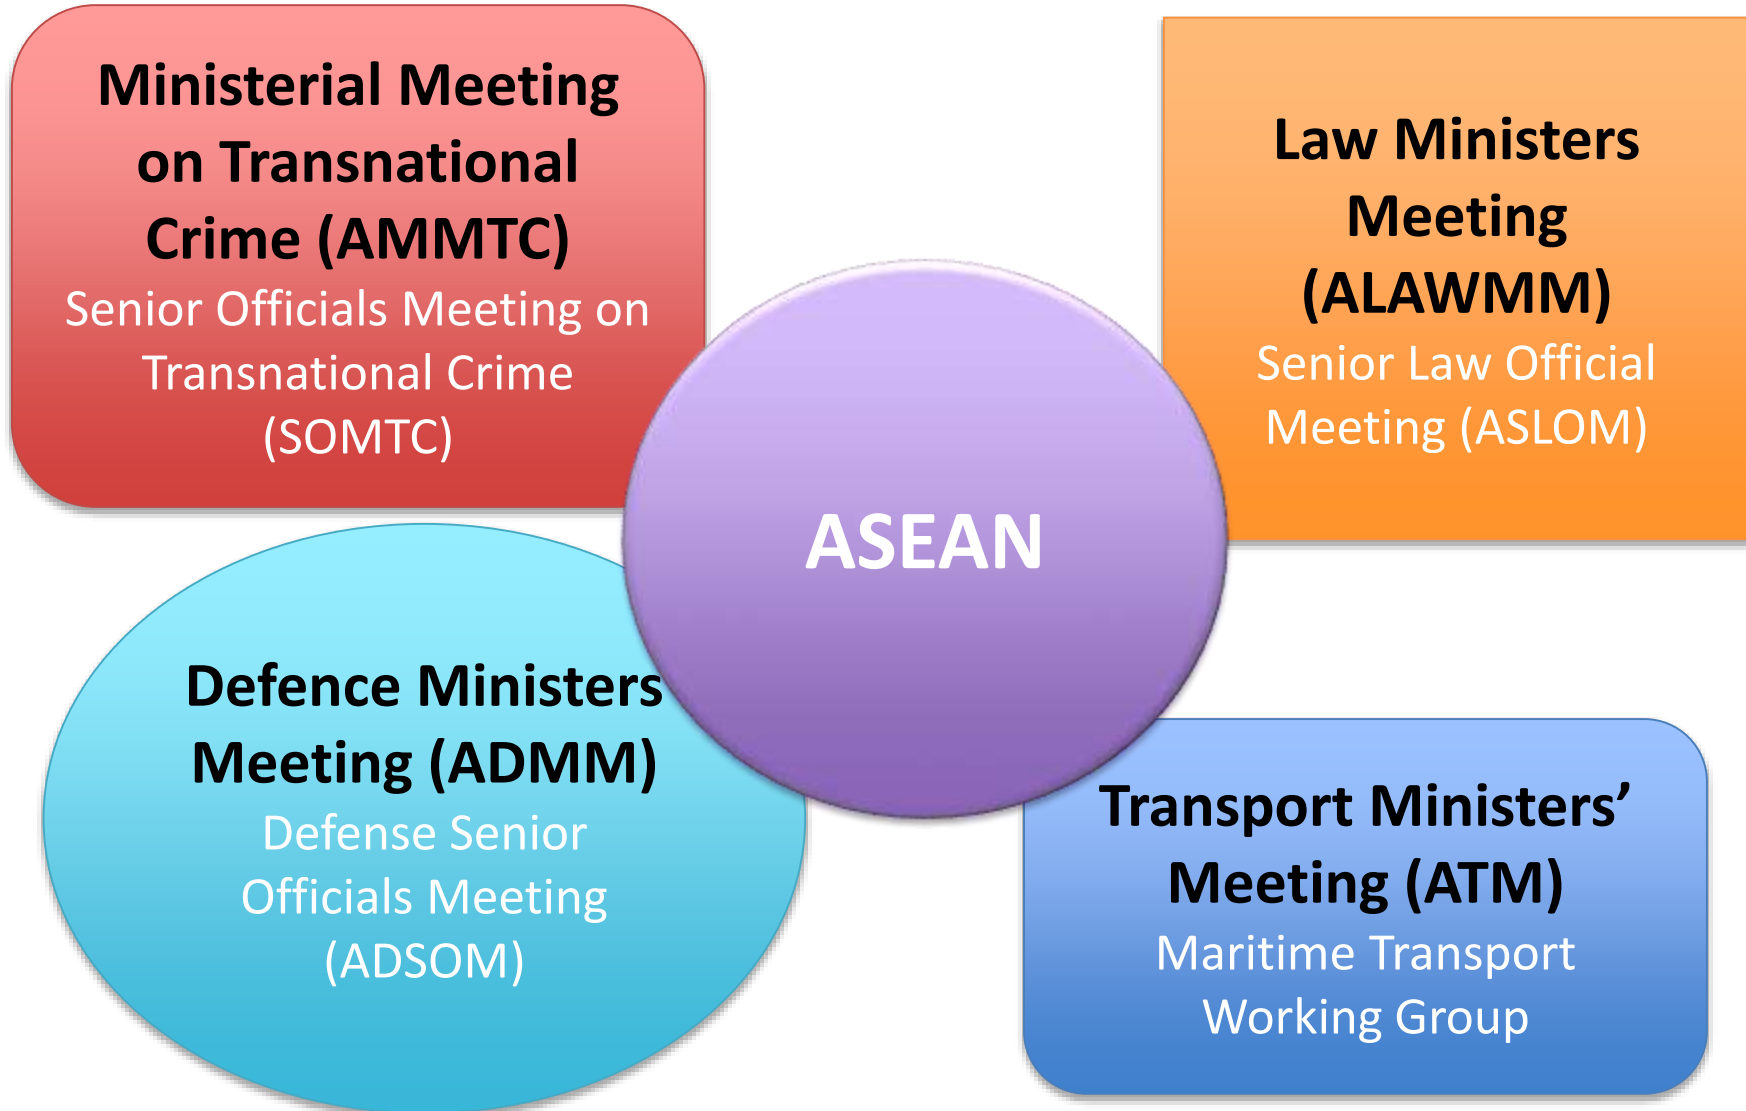 Ministerial Meeting
on Transnational
Crime (AMMTC)
Senior Officials Meeting on
Transnational Crime
(SOMTC)
Law Ministers
Meeting
(ALAWMM)
Senior Law Official
Meeting (ASLOM)
ASEAN
Defence Ministers
Meeting (ADMM)
Defense Senior
Officials Meeting
(ADSOM)
Transport Ministers’
Meeting (ATM)
Maritime Transport
Working Group